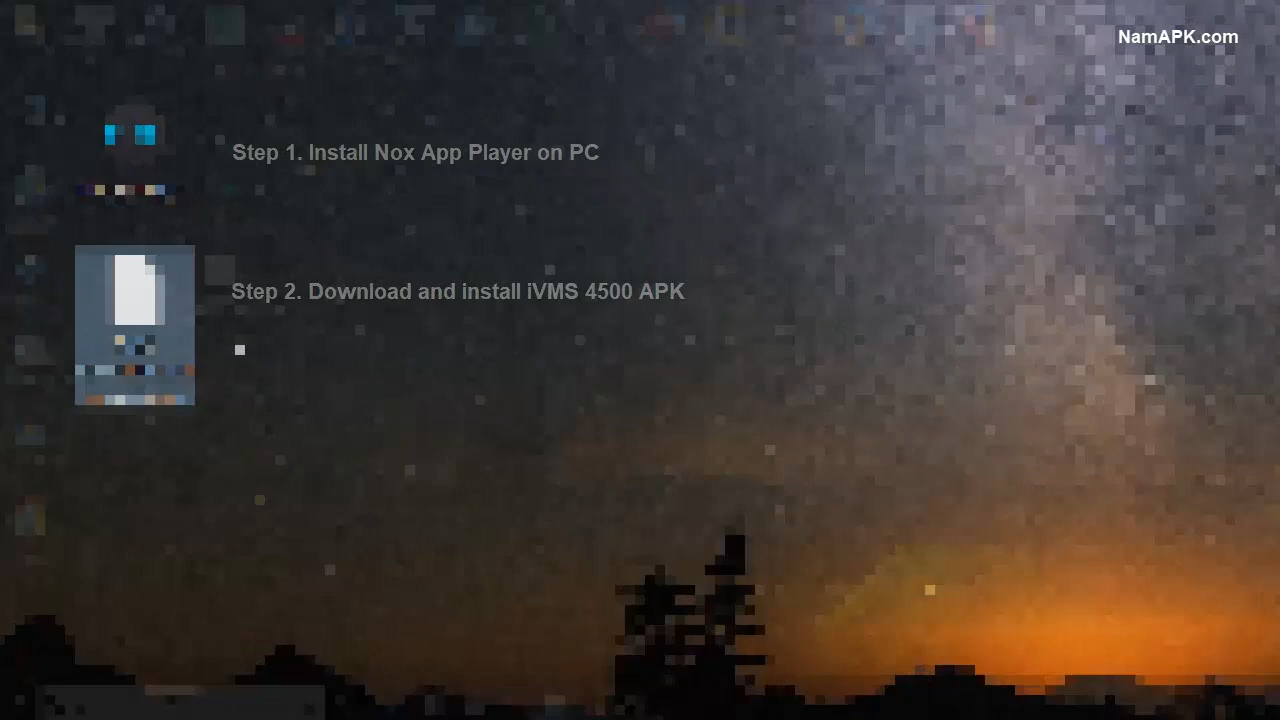 NamAPK.com
Step 1. Install Nox App Player on PC
Step 2. Download and install iVMS 4500 APK